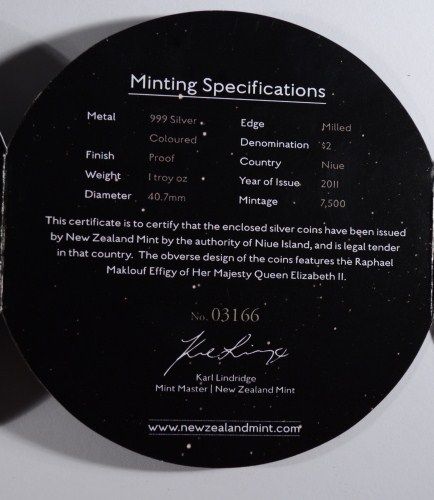 Minting Specifications
Metal 999 Silver Coloured
Finish Proof
Weight 1 troy oz
Diameter 40.7mm
Edge Milled
Denomination $2
Country Niue
Year of Issue 2011
Mintage 7,500
This certificate is to certify that the enclosed silver coins have been issued
by New Zealand Mint by the authority of Niue Island, and is legal tender
in that country. The obverse design of the coins features the Raphael
Maklouf Effigy of Her Majesty Queen Elizabeth II.
No. 03166
Karl Lindridge
Mint Master | New Zealand Mint
www.newzealandmint.com